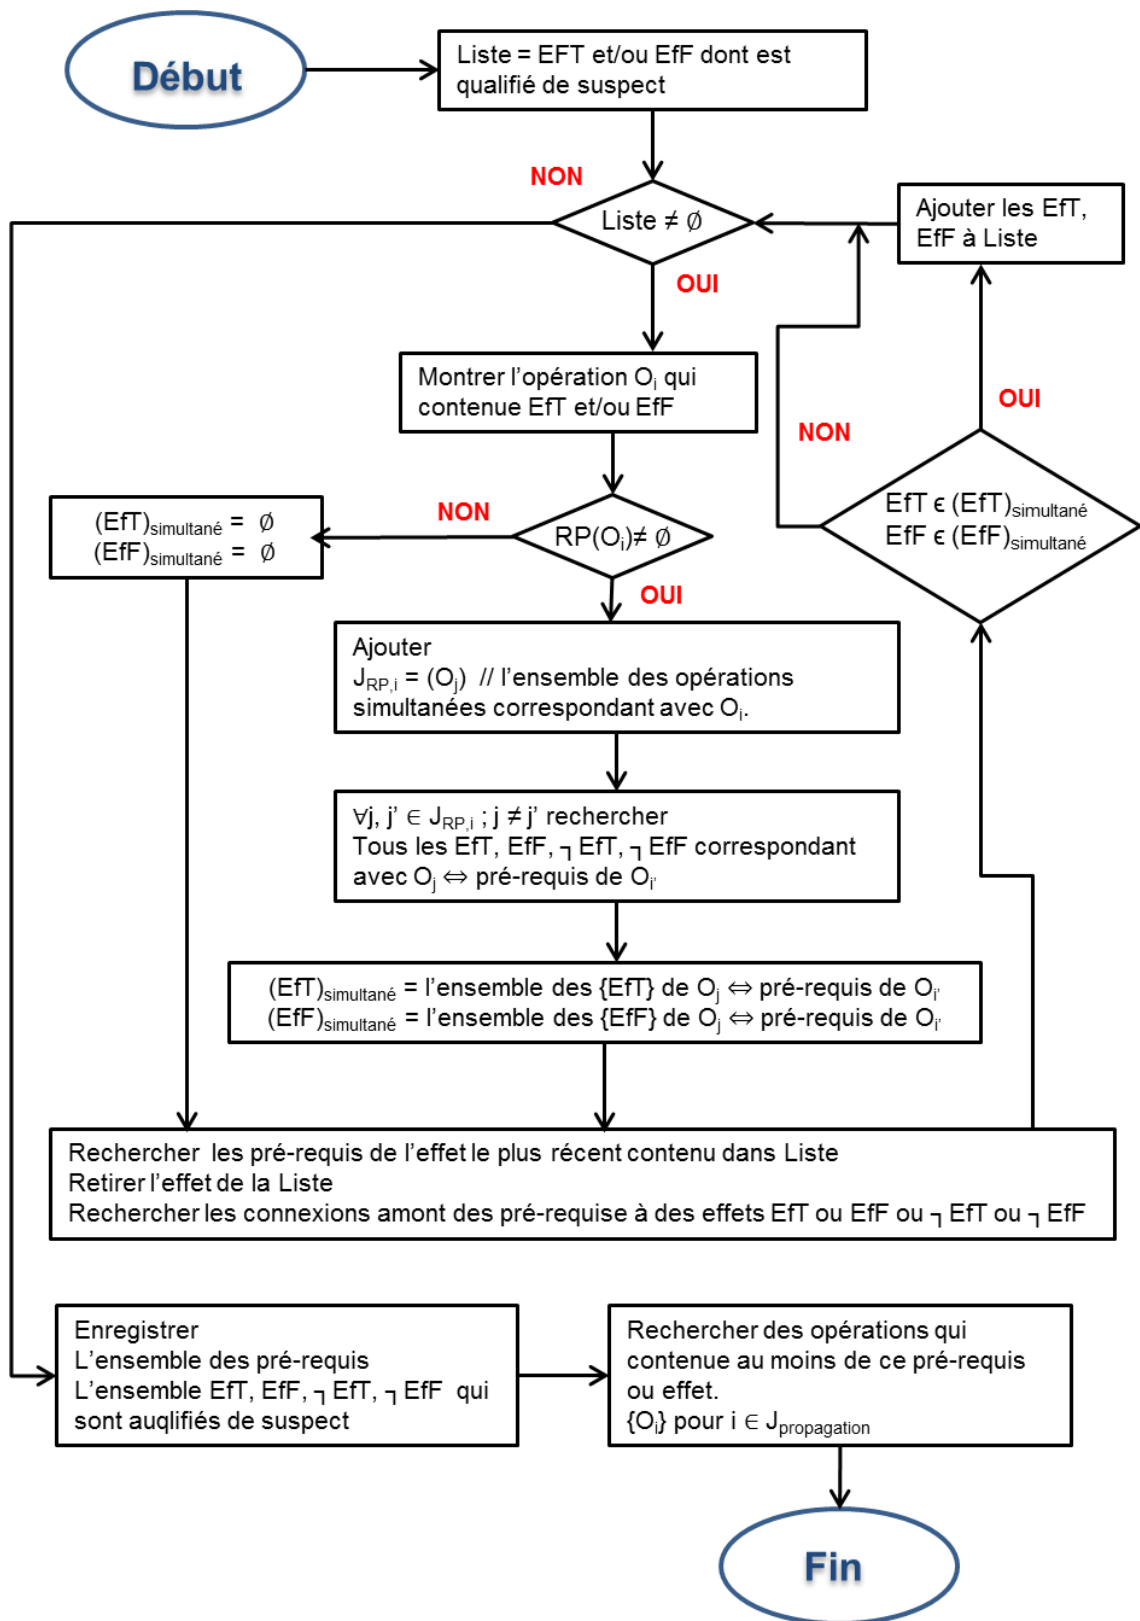 Début
Liste = EFT et/ou EfF dont est
qualifié de suspect
NON
Liste ≠ ∅
OUI
Ajouter les EfT,
EfF à Liste
Montrer l'opération Oi qui
contenue EfT et/ou EfF
NON
OUI
EfT ϵ (EfT)simultané
EfF ϵ (EfF)simultané
(EfT)simultané = ∅
(EfF)simultané = ∅
NON
RP(Oi)≠ ∅
OUI
Ajouter
JRP,i = (Oj) // l'ensemble des opérations
simultanées correspondant avec Oi.
∀j, j' ∈ JRP,i ; j ≠ j' rechercher
Tous les EfT, EfF, ┐EfT, ┐EfF correspondant
avec Oj ⇔ pré-requis de Oi'
(EfT)simultané = l'ensemble des {EfT} de Oj ⇔ pré-requis de Oi'
(EfF)simultané = l'ensemble des {EfF} de Oj ⇔ pré-requis de Oi'
Rechercher les pré-requis de l'effet le plus récent contenu dans Liste
Retirer l'effet de la Liste
Rechercher les connexions amont des pré-requise à des effets EfT ou EfF ou ┐EfT ou ┐EfF
Enregistrer
L'ensemble des pré-requis
L'ensemble EfT, EfF, ┐EfT, ┐EfF qui
sont auqlifiés de suspect
Rechercher des opérations qui
contenue au moins de ce pré-requis
ou effet.
{Oi} pour i ∈ Jpropagation
Fin